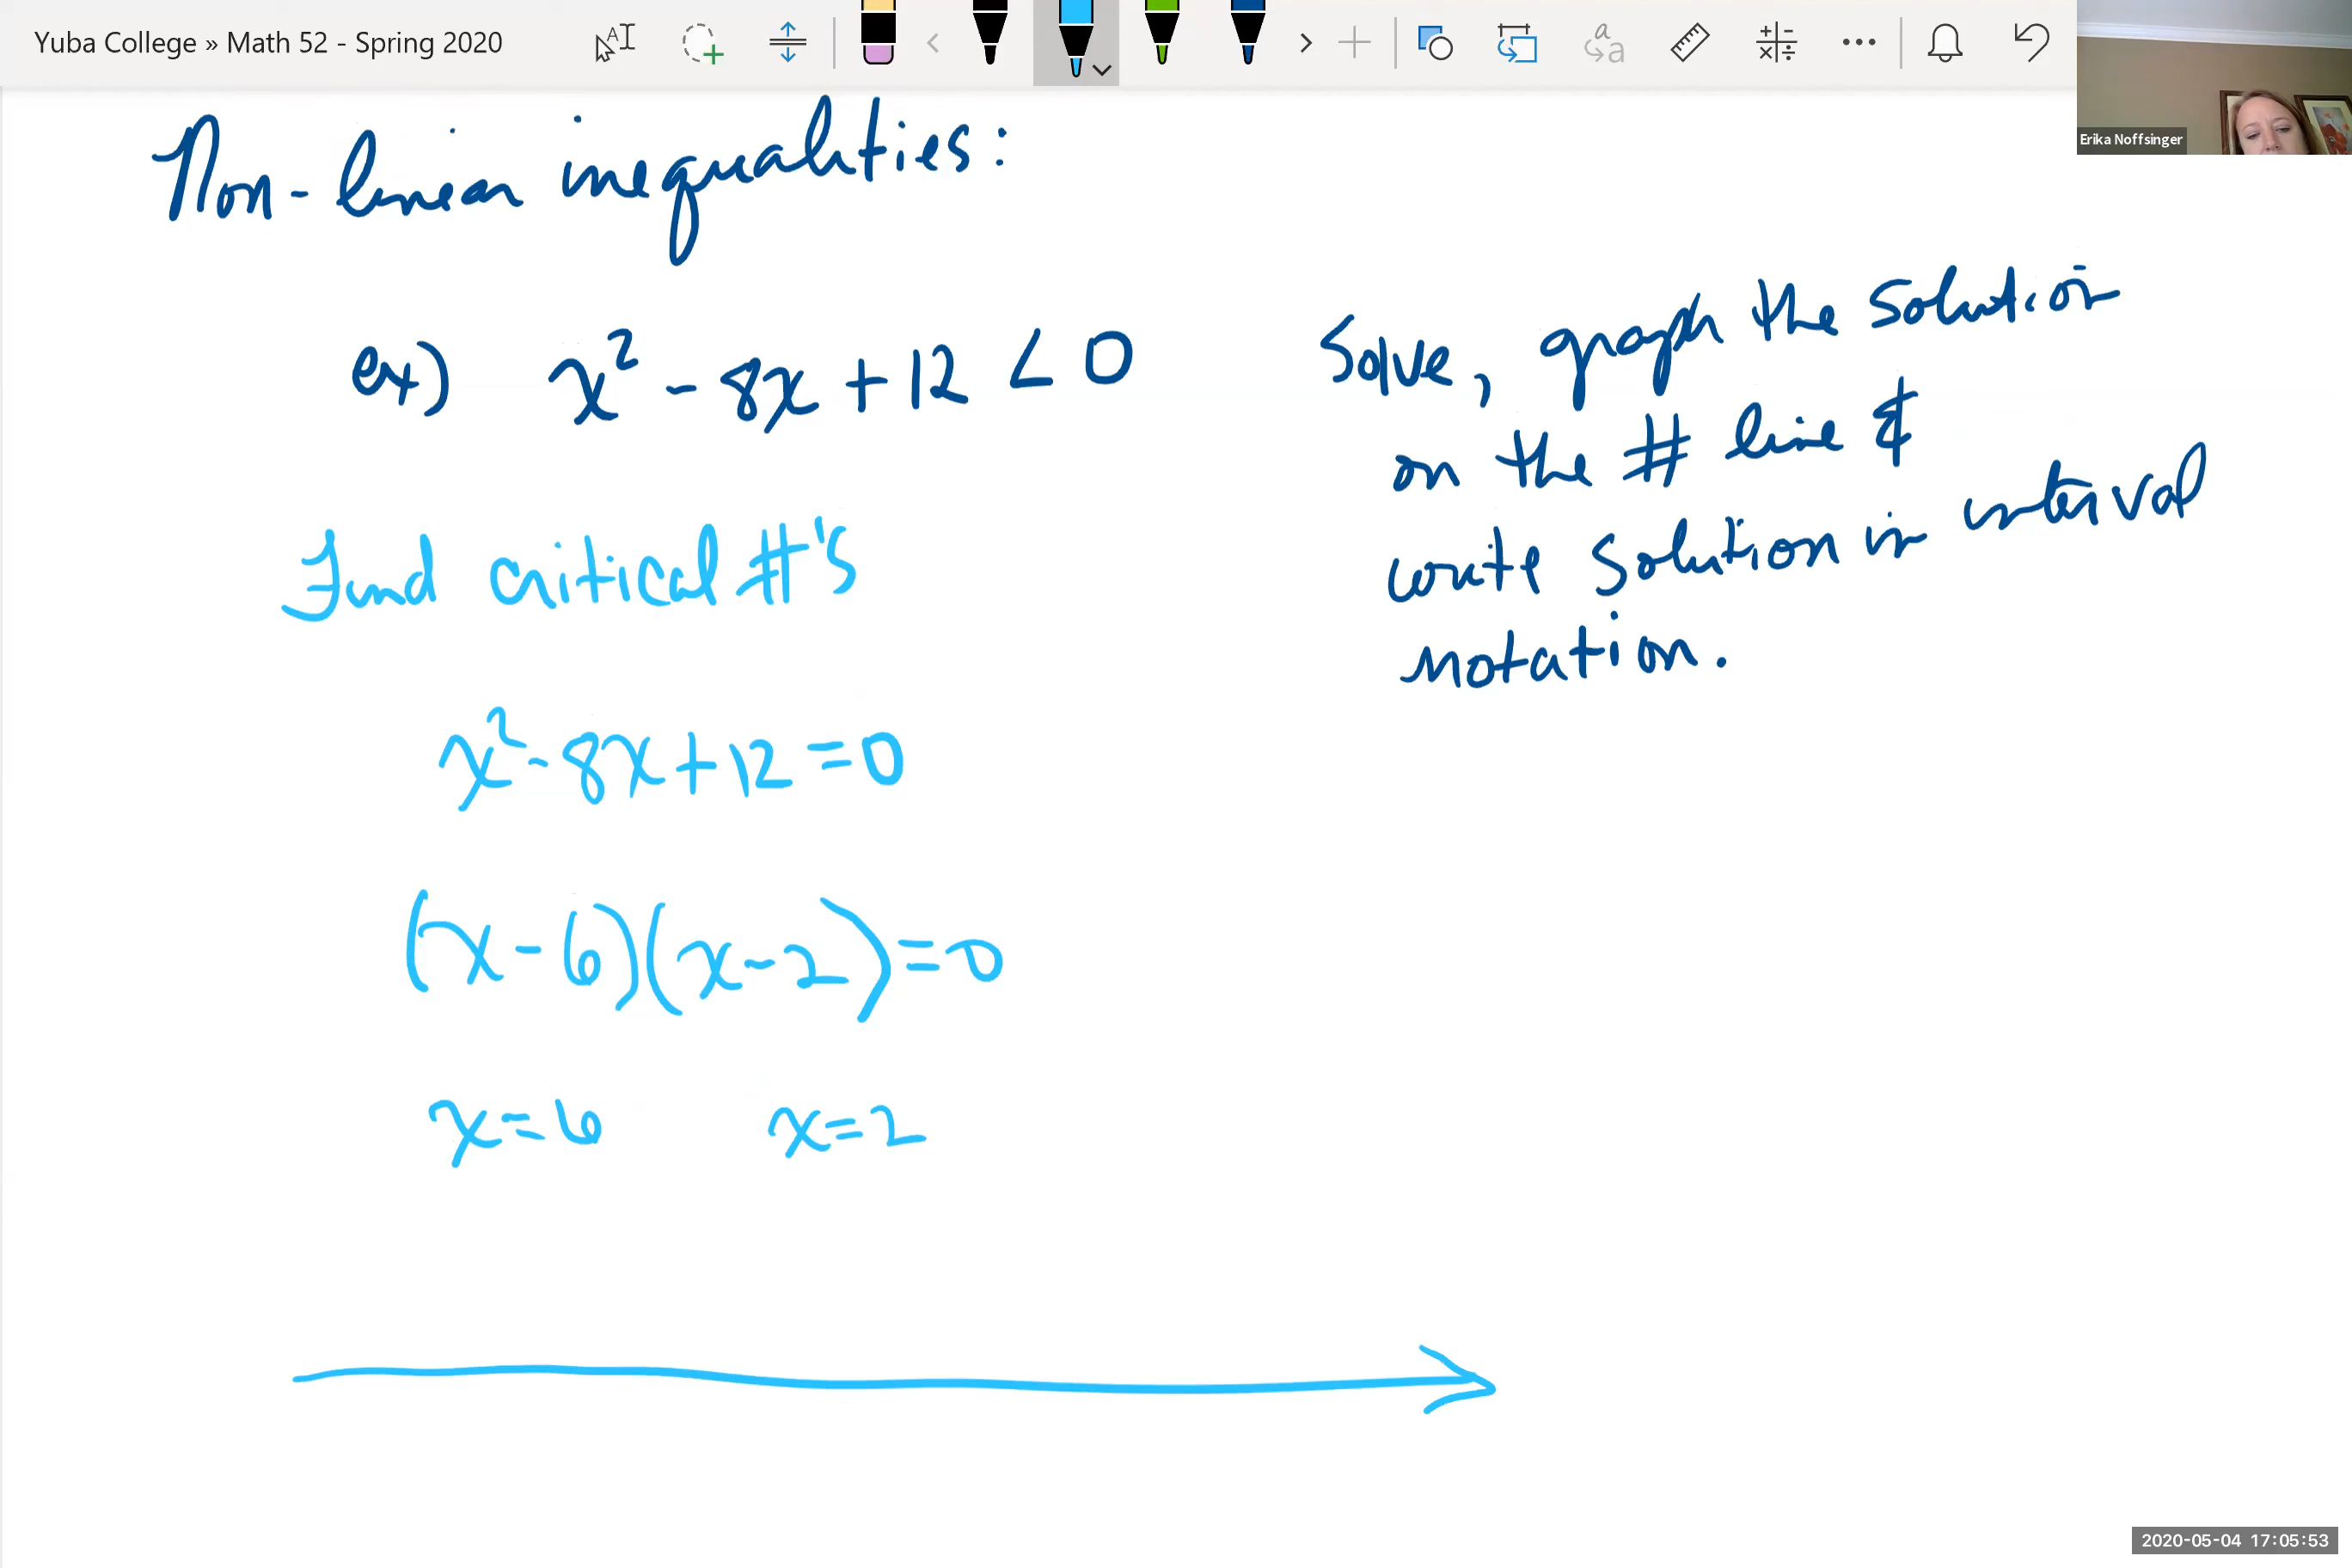 Yuba College » Math 52 - Spring 2020
Erika Noffsinger
Non-linear inequalities:
ex) x² - 8x + 12 < 0
Solve, graph the solution
on the # line &
write solution in interval
notation.
Find critical #'s
x² - 8x + 12 = 0
(x - 6)(x - 2) = 0
x = 6 x = 2
2020-05-04 17:05:53